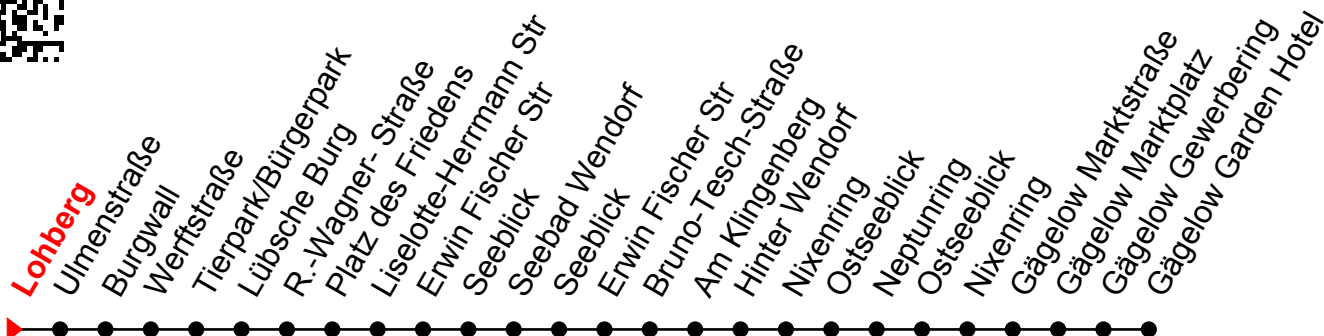 Lohberg
Ulmenstraße
Burgwall
Werftstraße
Tierpark/Bürgerpark
Lübsche Burg
R.-Wagner- Straße
Platz des Friedens
Liselotte-Herrmann Str
Erwin Fischer Str
Seeblick
Seebad Wendorf
Seeblick
Erwin Fischer Str
Bruno-Tesch-Straße
Am Klingenberg
Hinter Wendorf
Nixenring
Ostseeblick
Neptunring
Ostseeblick
Nixenring
Gägelow Marktstraße
Gägelow Marktplatz
Gägelow Gewerbering
Gägelow Garden Hotel